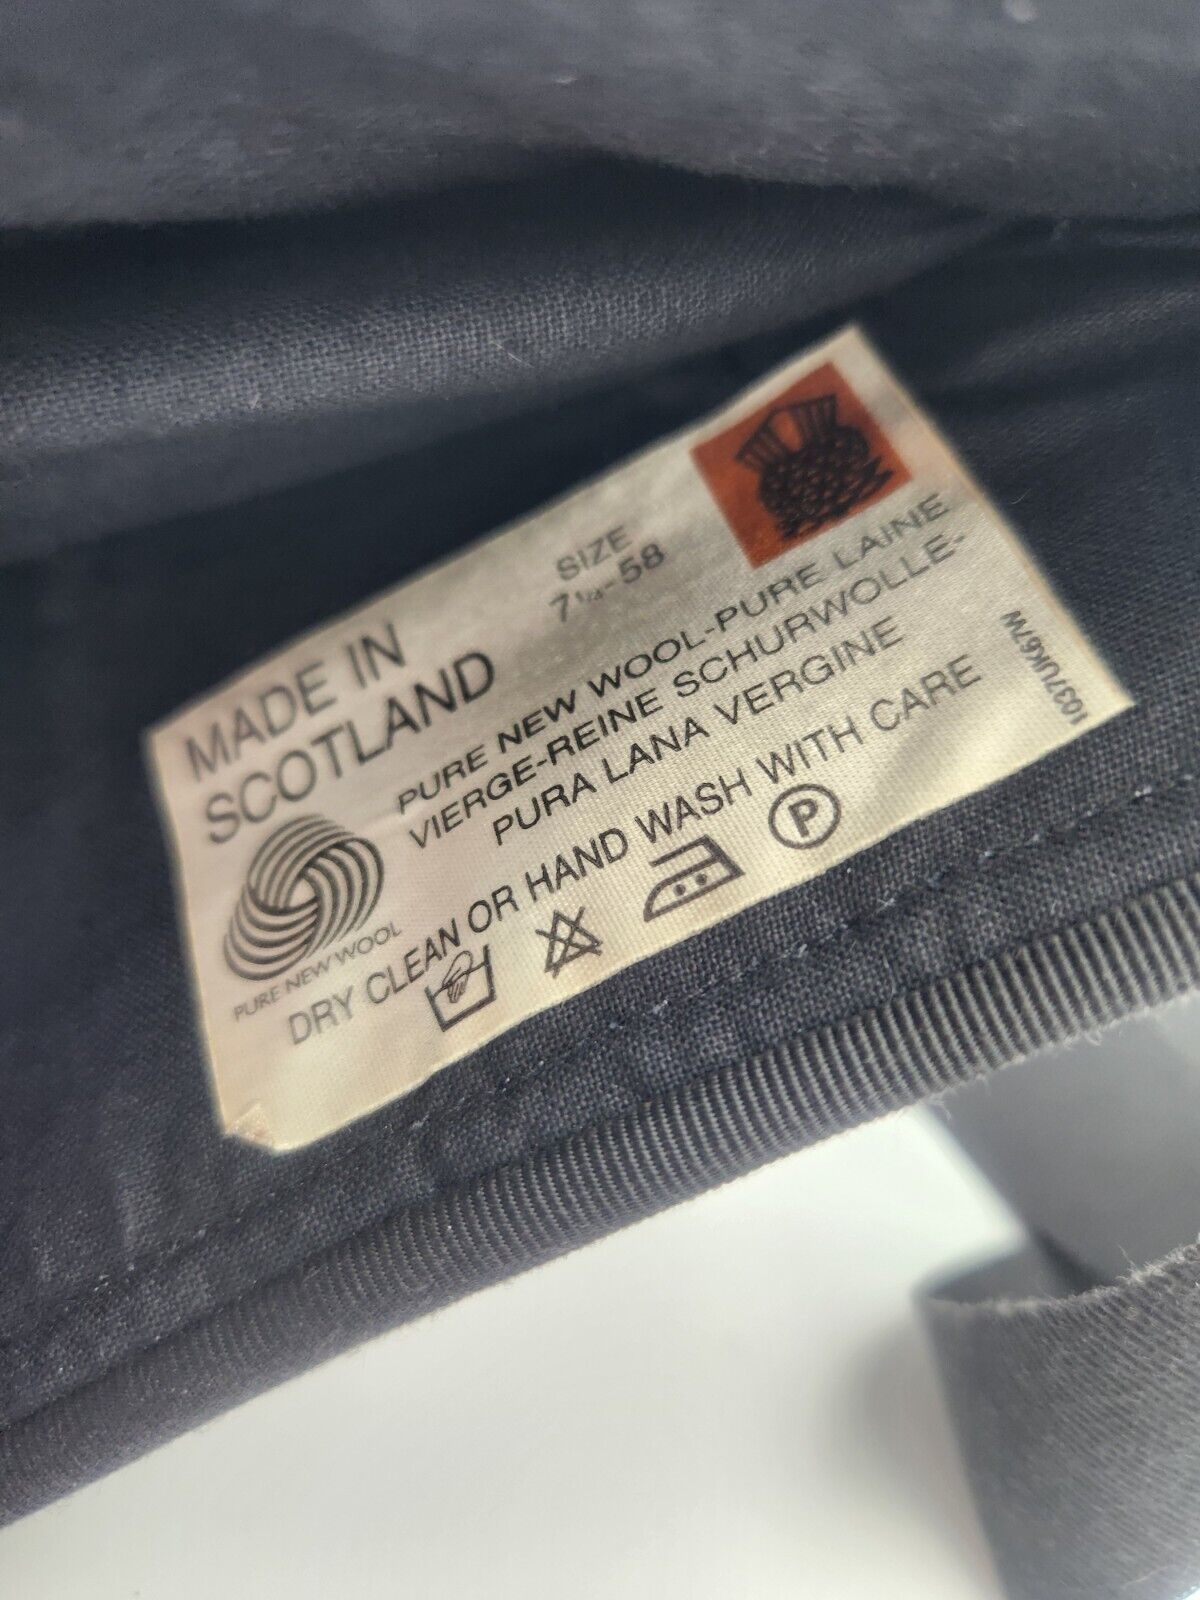 MADE IN
SCOTLAND
SIZE
7¼-58
PURE NEW WOOL-PURE LAINE
VIERGE-REINE SCHURWOLLE-
PURA LANA VERGINE
PURE NEW WOOL
DRY CLEAN OR HAND WASH WITH CARE
P
1037UK67W